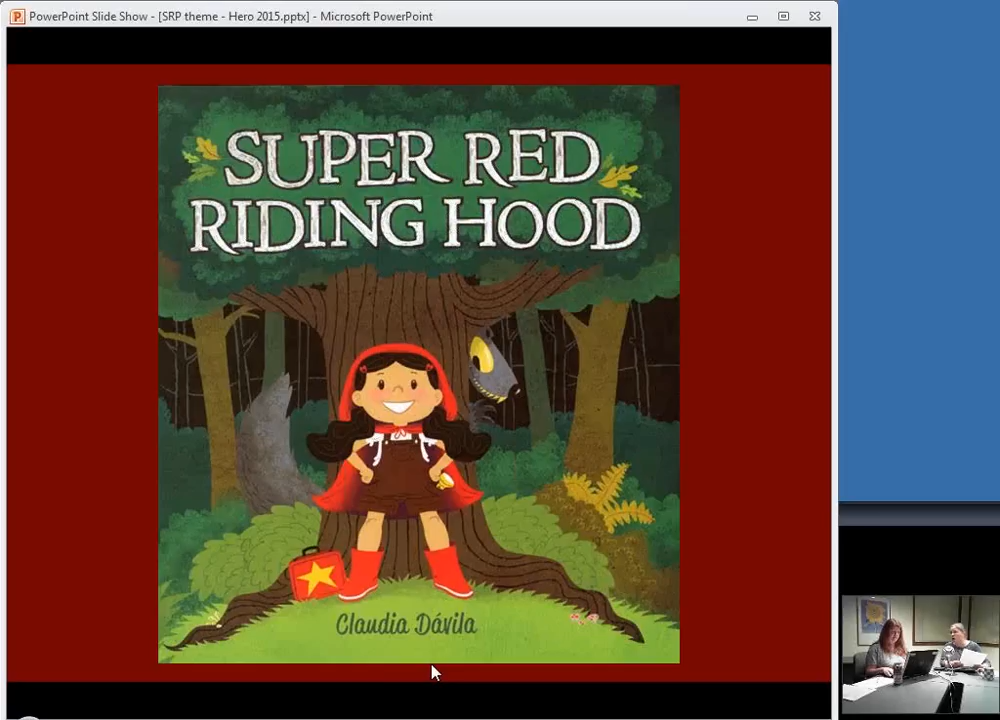 PowerPoint Slide Show - [SRP theme - Hero 2015.pptx] - Microsoft PowerPoint
SUPER RED
RIDING HOOD
Claudia Dávila